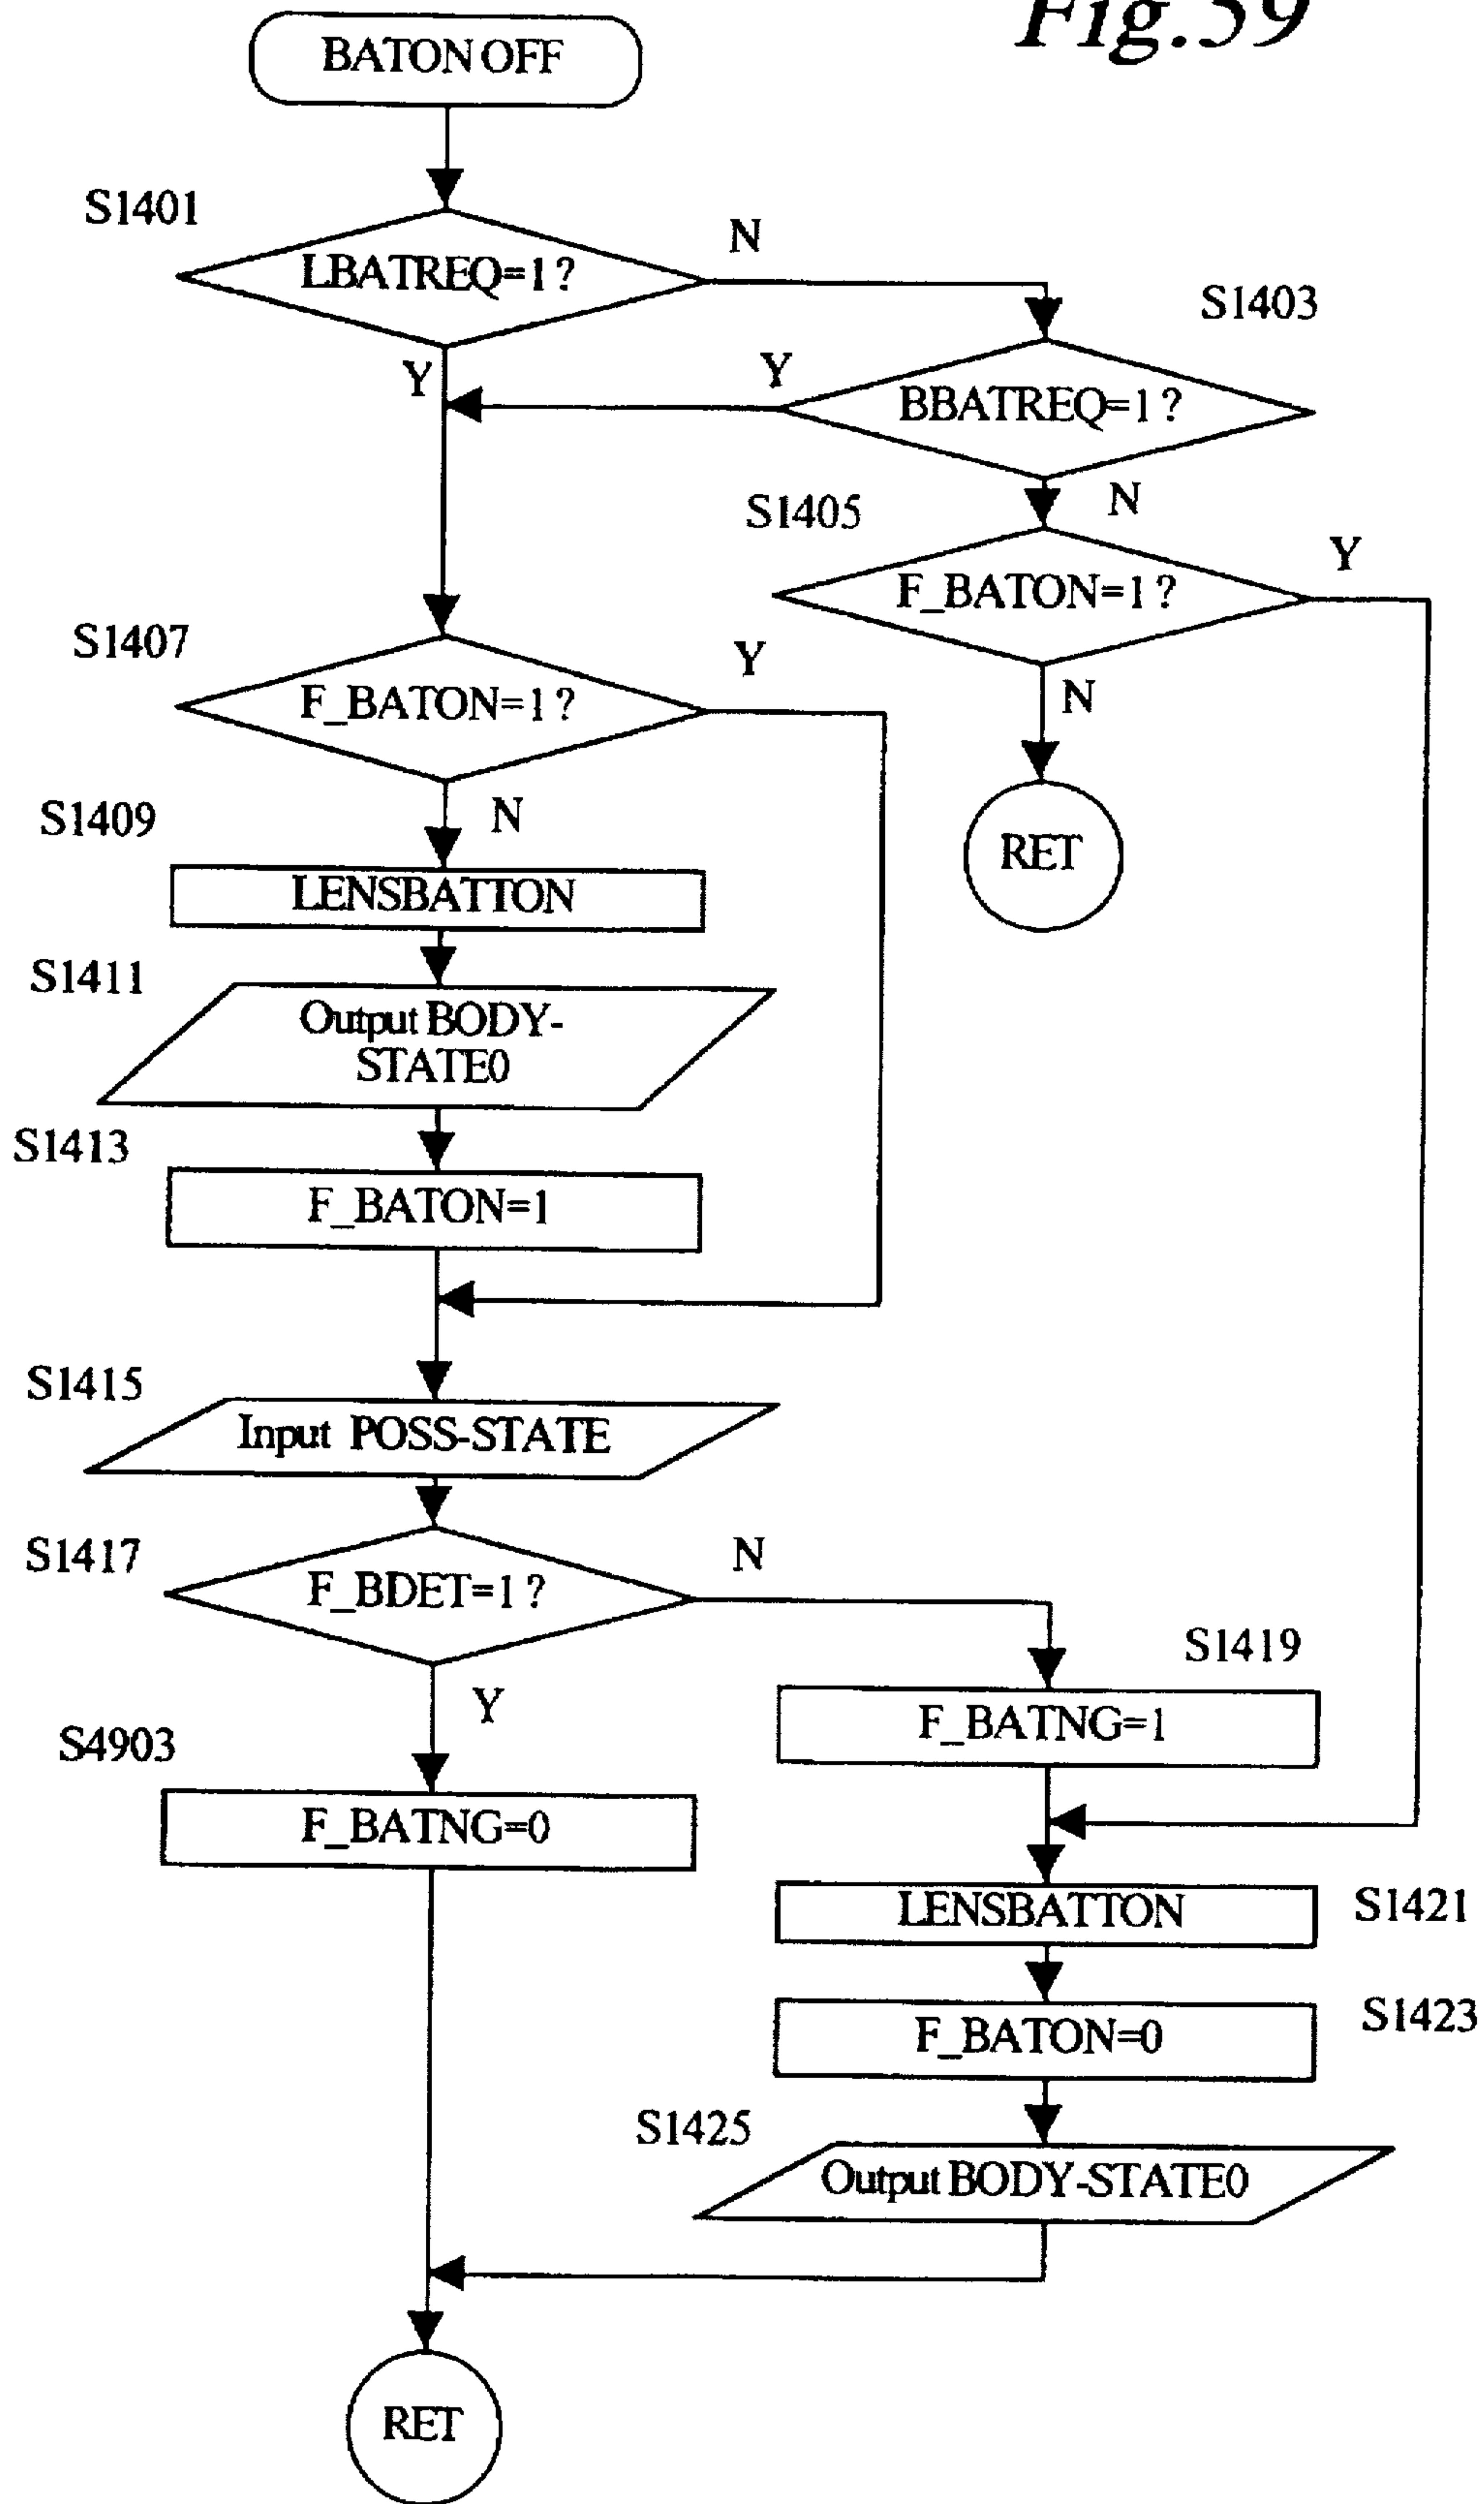 Fig.59
BATON OFF
S1401
LBATREQ=1?
N
Y
S1403
BBATREQ=1?
Y
N
S1405
F_BATON=1?
Y
N
RET
S1407
F_BATON=1?
Y
N
S1409
LENSBATTON
S1411
Output BODY-
STATE0
S1413
F_BATON=1
S1415
Input POSS-STATE
S1417
F_BDET=1?
N
Y
S4903
F_BATNG=0
S1419
F_BATNG=1
LENSBATTON
S1421
F_BATON=0
S1423
S1425
Output BODY-STATE0
RET